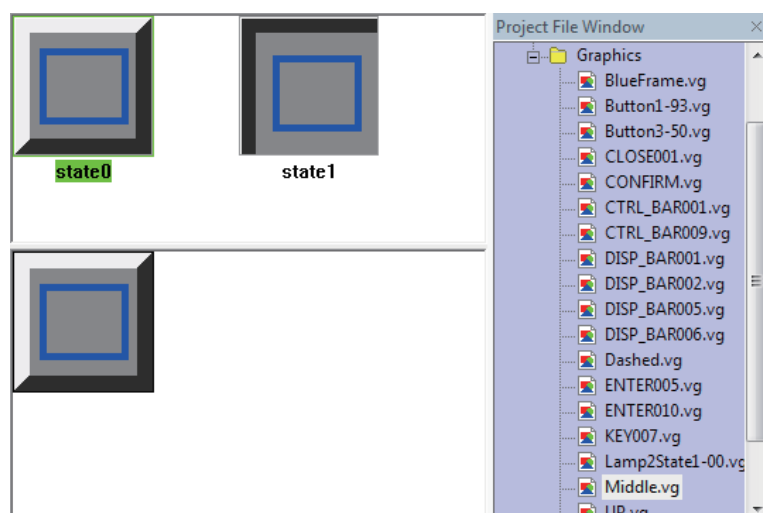 state0
state1
Project File Window
Graphics
BlueFrame.vg
Button1-93.vg
Button3-50.vg
CLOSE001.vg
CONFIRM.vg
CTRL_BAR001.vg
CTRL_BAR009.vg
DISP_BAR001.vg
DISP_BAR002.vg
DISP_BAR005.vg
DISP_BAR006.vg
Dashed.vg
ENTER005.vg
ENTER010.vg
KEY007.vg
Lamp2State1-00.vg
Middle.vg
UP.vg